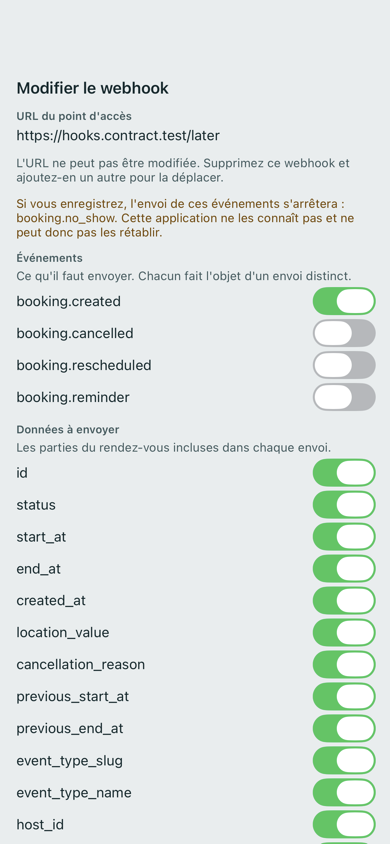 Modifier le webhook
URL du point d'accès
https://hooks.contract.test/later
L'URL ne peut pas être modifiée. Supprimez ce webhook et
ajoutez-en un autre pour la déplacer.
Si vous enregistrez, l'envoi de ces événements s'arrêtera :
booking.no_show. Cette application ne les connaît pas et ne
peut donc pas les rétablir.
Événements
Ce qu'il faut envoyer. Chacun fait l'objet d'un envoi distinct.
booking.created
booking.cancelled
booking.rescheduled
booking.reminder
Données à envoyer
Les parties du rendez-vous incluses dans chaque envoi.
id
status
start_at
end_at
created_at
location_value
cancellation_reason
previous_start_at
previous_end_at
event_type_slug
event_type_name
host_id